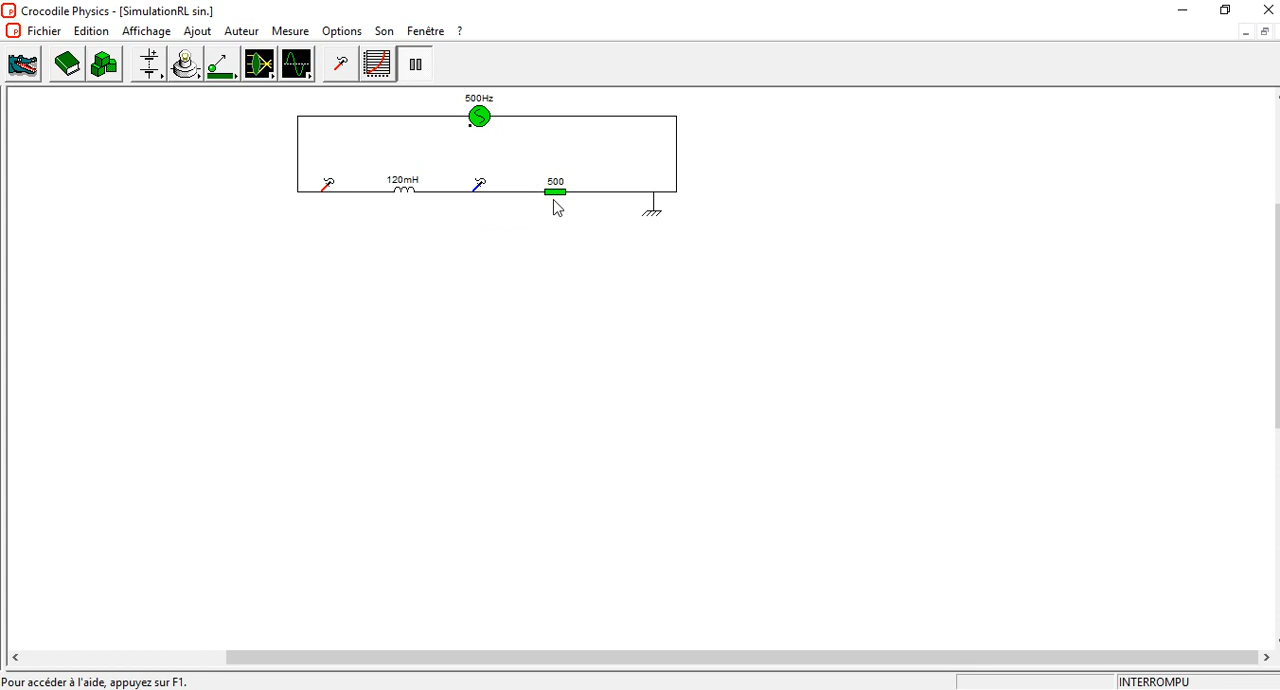 Crocodile Physics - [SimulationRL sin.]
Fichier Edition Affichage Ajout Auteur Mesure Options Son Fenêtre ?
500Hz
120mH
500
Pour accéder à l'aide, appuyez sur F1.
INTERROMPU